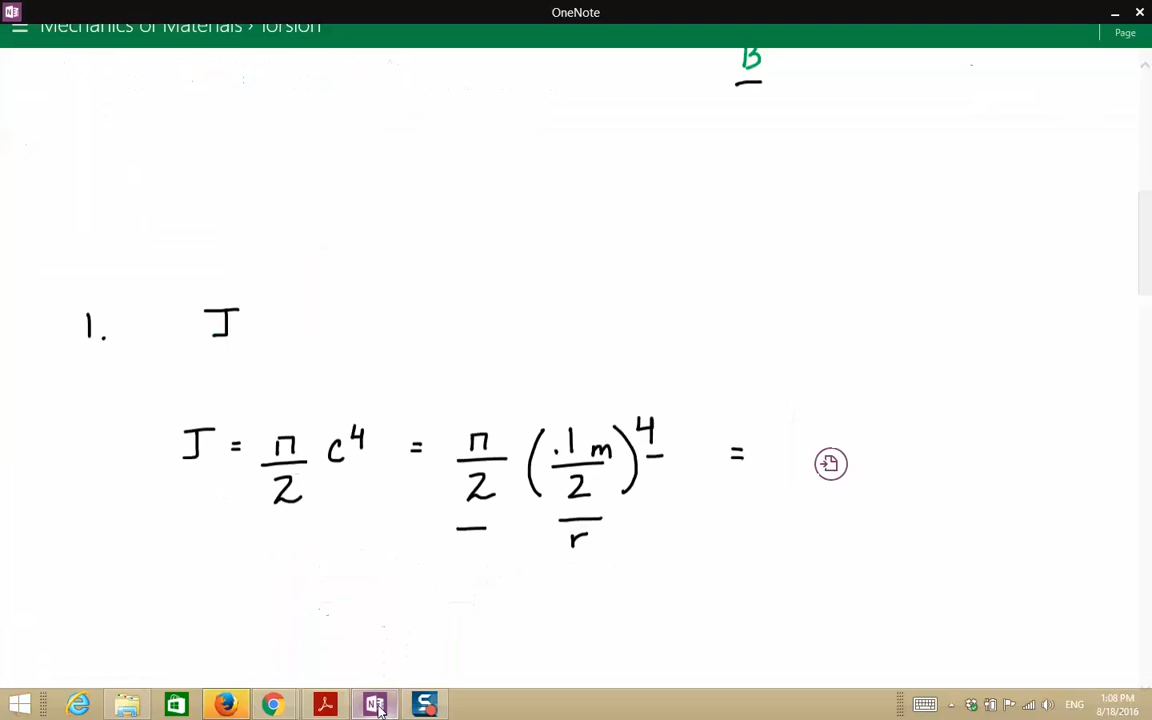 OneNote
Mechanics of Materials › Torsion
Page
B
1. J
J = π/2 c⁴ = π/2 (.1m/2)⁴ =
r
ENG
1:08 PM
8/18/2016